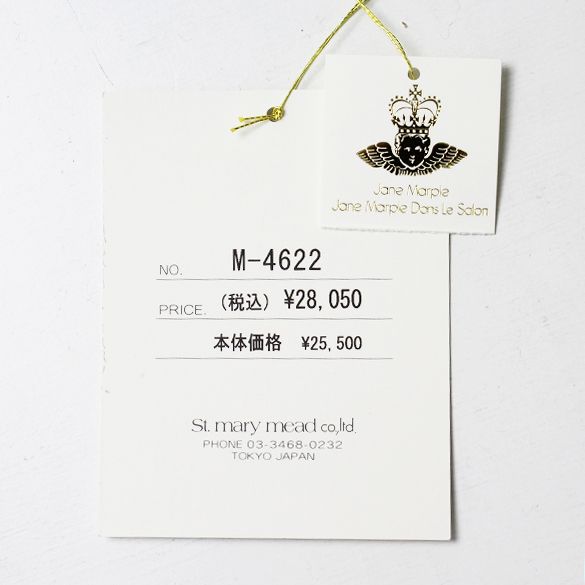 Jane Marple
Jane Marple Dans Le Salon
NO. M-4622
PRICE. (税込) ¥28,050
本体価格 ¥25,500
St. mary mead co,ltd.
PHONE 03-3468-0232
TOKYO JAPAN